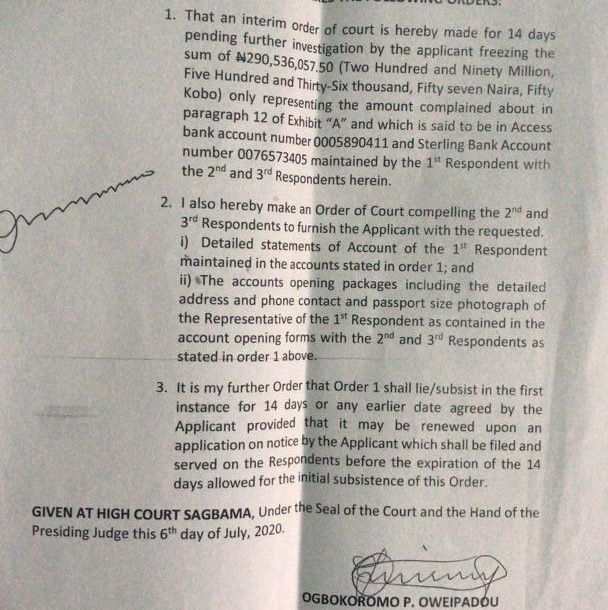 FOLLOWING ORDERS:
1. That an interim order of court is hereby made for 14 days
pending further investigation by the applicant freezing the
sum of ₦290,536,057.50 (Two Hundred and Ninety Million,
Five Hundred and Thirty-Six thousand, Fifty seven Naira, Fifty
Kobo) only representing the amount complained about in
paragraph 12 of Exhibit "A" and which is said to be in Access
bank account number 0005890411 and Sterling Bank Account
number 0076573405 maintained by the 1st Respondent with
the 2nd and 3rd Respondents herein.
2. I also hereby make an Order of Court compelling the 2nd and
3rd Respondents to furnish the Applicant with the requested.
i) Detailed statements of Account of the 1st Respondent
maintained in the accounts stated in order 1; and
ii) The accounts opening packages including the detailed
address and phone contact and passport size photograph of
the Representative of the 1st Respondent as contained in the
account opening forms with the 2nd and 3rd Respondents as
stated in order 1 above.
3. It is my further Order that Order 1 shall lie/subsist in the first
instance for 14 days or any earlier date agreed by the
Applicant provided that it may be renewed upon an
application on notice by the Applicant which shall be filed and
served on the Respondents before the expiration of the 14
days allowed for the initial subsistence of this Order.
GIVEN AT HIGH COURT SAGBAMA, Under the Seal of the Court and the Hand of the
Presiding Judge this 6th day of July, 2020.
OGBOKOROMO P. OWEIPADOU